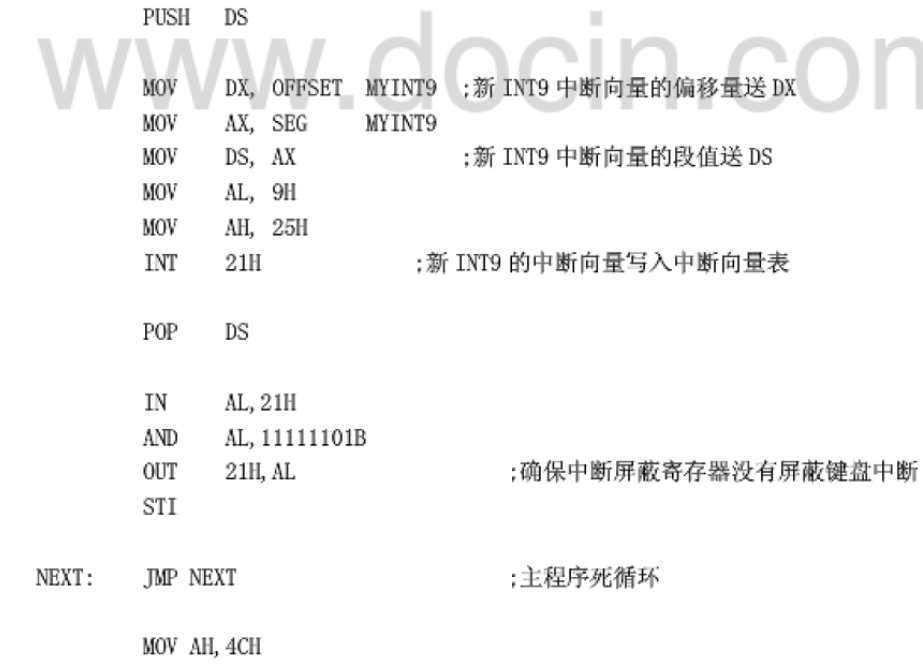 PUSH DS
www.docin.com
MOV DX, OFFSET MYINT9 ;新 INT9 中断向量的偏移量送 DX
MOV AX, SEG MYINT9
MOV DS, AX ;新 INT9 中断向量的段值送 DS
MOV AL, 9H
MOV AH, 25H
INT 21H ;新 INT9 的中断向量写入中断向量表
POP DS
IN AL,21H
AND AL,11111101B
OUT 21H,AL ;确保中断屏蔽寄存器没有屏蔽键盘中断
STI
NEXT: JMP NEXT ;主程序死循环
MOV AH,4CH